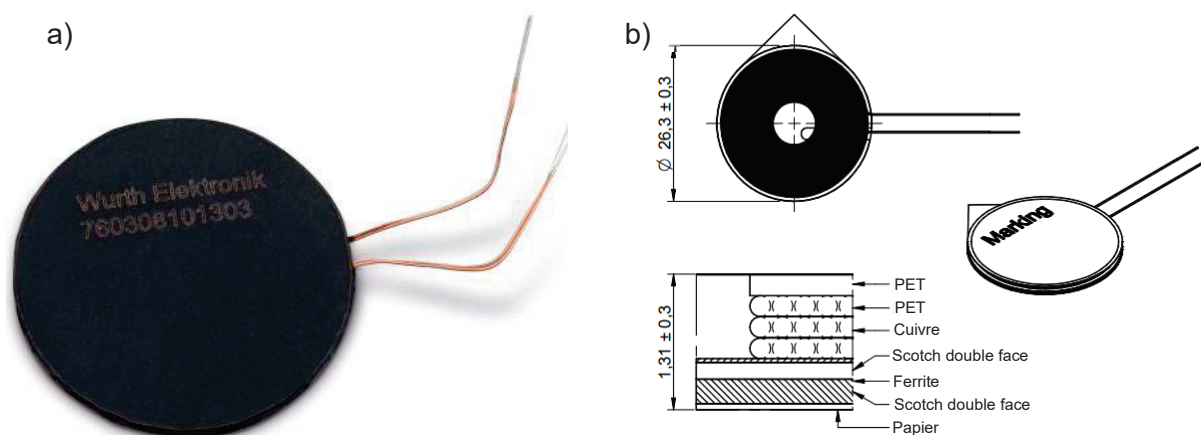 a)
Wurth Elektronik
760308101303
b)
Ø 26,3 ± 0,3
Marking
1,31 ± 0,3
PET
PET
Cuivre
Scotch double face
Ferrite
Scotch double face
Papier